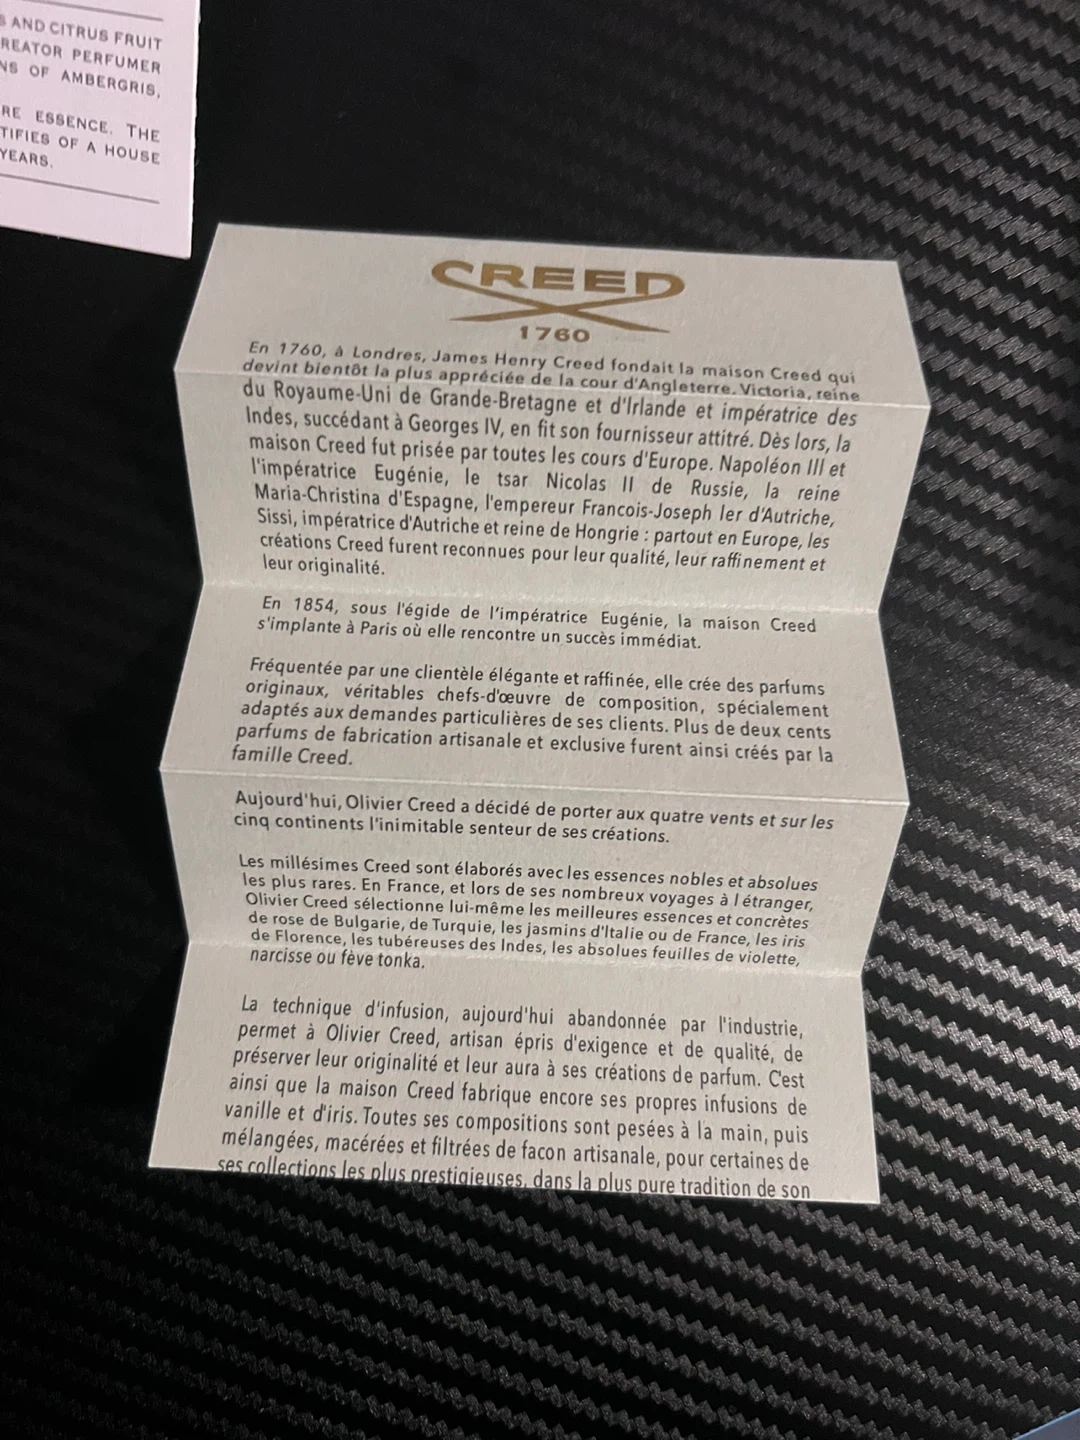 S AND CITRUS FRUIT
REATOR PERFUMER
NS OF AMBERGRIS,
RE ESSENCE. THE
TIFIES OF A HOUSE
YEARS.
CREED
1760
En 1760, à Londres, James Henry Creed fondait la maison Creed qui
devint bientôt la plus appréciée de la cour d'Angleterre. Victoria, reine
du Royaume-Uni de Grande-Bretagne et d'Irlande et impératrice des
Indes, succédant à Georges IV, en fit son fournisseur attitré. Dès lors, la
maison Creed fut prisée par toutes les cours d'Europe. Napoléon III et
l'impératrice Eugénie, le tsar Nicolas II de Russie, la reine
Maria-Christina d'Espagne, l'empereur Francois-Joseph Ier d'Autriche,
Sissi, impératrice d'Autriche et reine de Hongrie : partout en Europe, les
créations Creed furent reconnues pour leur qualité, leur raffinement et
leur originalité.
En 1854, sous l'égide de l'impératrice Eugénie, la maison Creed
s'implante à Paris où elle rencontre un succès immédiat.
Fréquentée par une clientèle élégante et raffinée, elle crée des parfums
originaux, véritables chefs-d'œuvre de composition, spécialement
adaptés aux demandes particulières de ses clients. Plus de deux cents
parfums de fabrication artisanale et exclusive furent ainsi créés par la
famille Creed.
Aujourd'hui, Olivier Creed a décidé de porter aux quatre vents et sur les
cinq continents l'inimitable senteur de ses créations.
Les millésimes Creed sont élaborés avec les essences nobles et absolues
les plus rares. En France, et lors de ses nombreux voyages à l étranger,
Olivier Creed sélectionne lui-même les meilleures essences et concrètes
de rose de Bulgarie, de Turquie, les jasmins d'Italie ou de France, les iris
de Florence, les tubéreuses des Indes, les absolues feuilles de violette,
narcisse ou fève tonka.
La technique d'infusion, aujourd'hui abandonnée par l'industrie,
permet à Olivier Creed, artisan épris d'exigence et de qualité, de
préserver leur originalité et leur aura à ses créations de parfum. C'est
ainsi que la maison Creed fabrique encore ses propres infusions de
vanille et d'iris. Toutes ses compositions sont pesées à la main, puis
mélangées, macérées et filtrées de facon artisanale, pour certaines de
ses collections les plus prestigieuses, dans la plus pure tradition de son